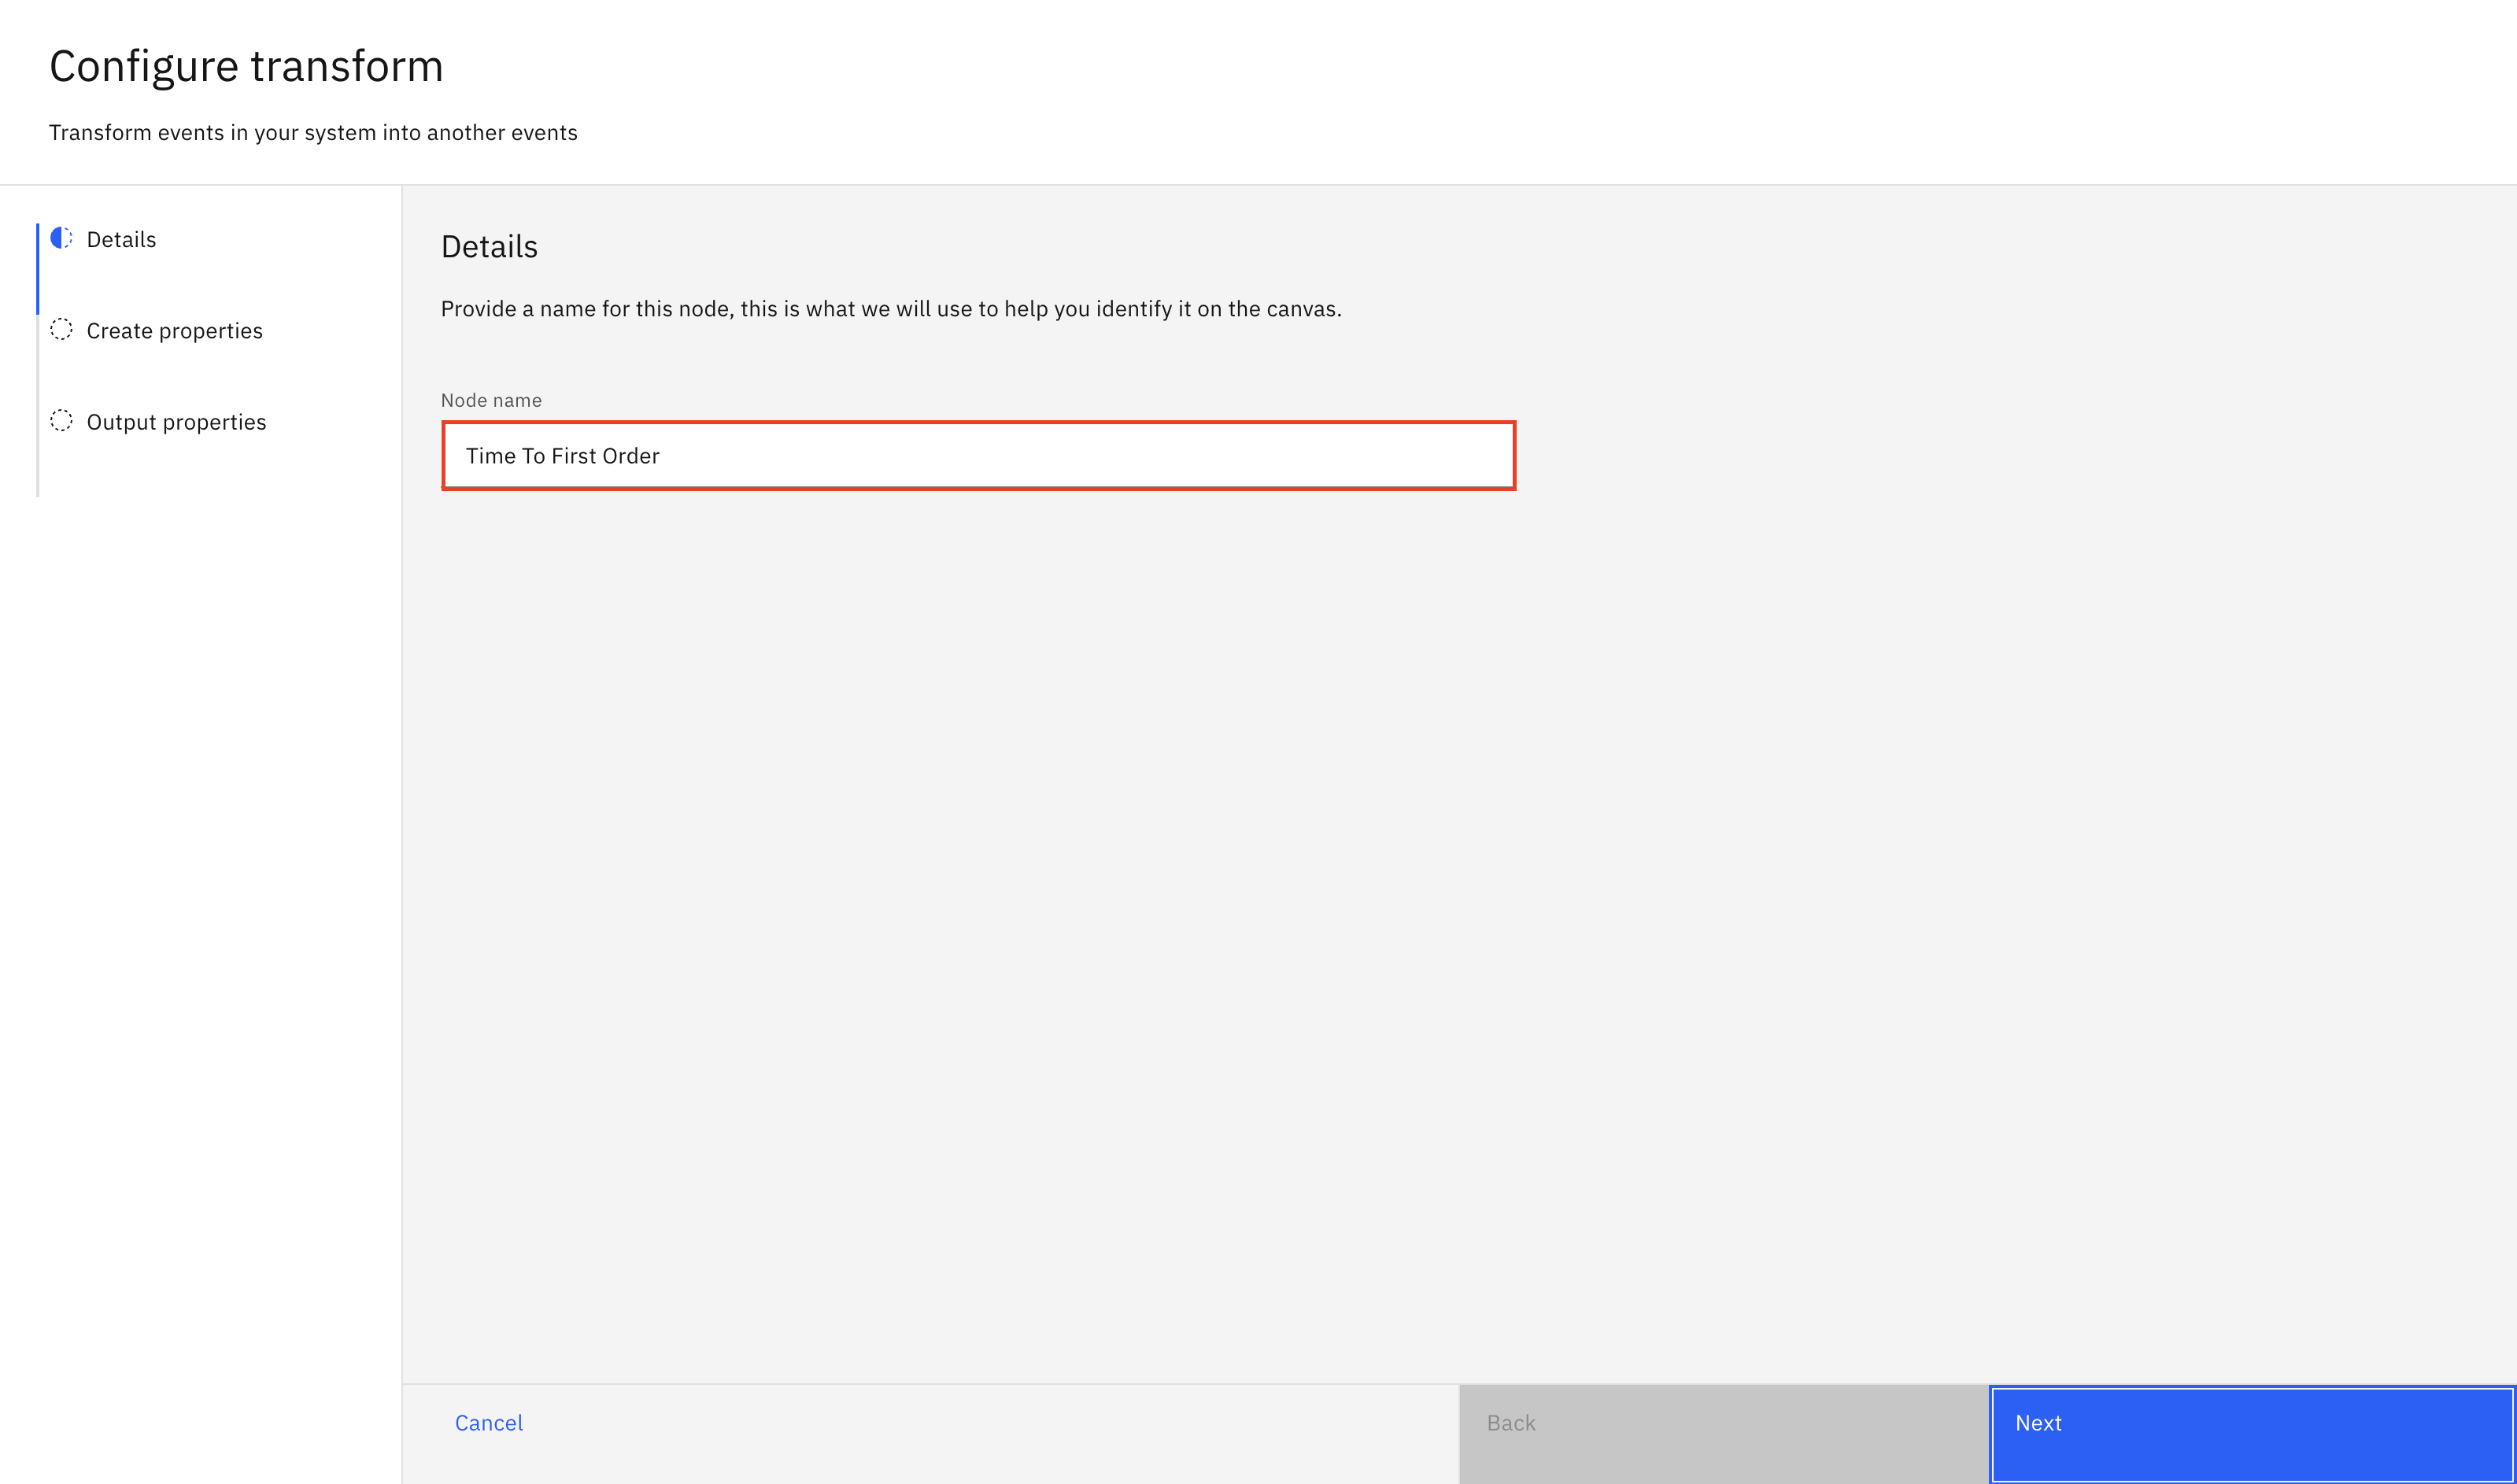 Configure transform
Transform events in your system into another events
Details
Create properties
Output properties
Details
Provide a name for this node, this is what we will use to help you identify it on the canvas.
Node name
Time To First Order
Cancel
Back
Next